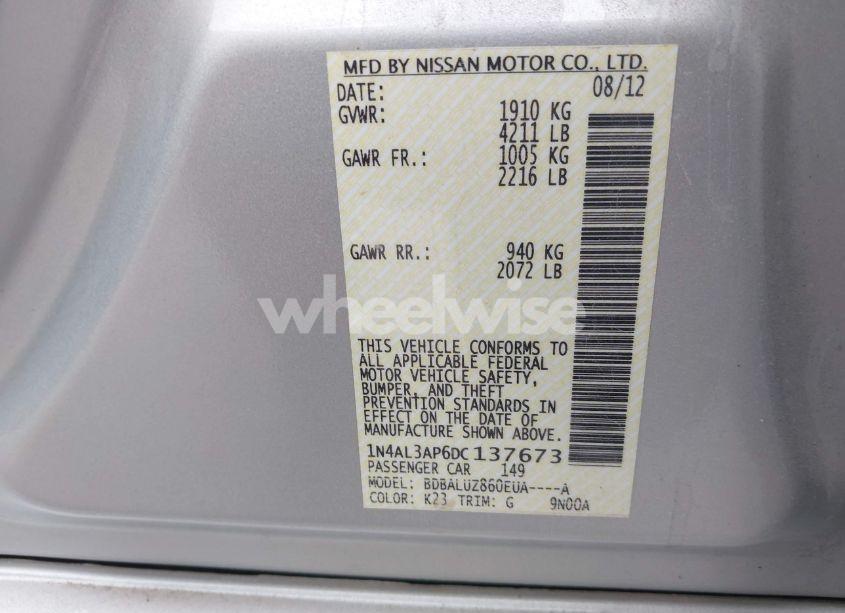 MFD BY NISSAN MOTOR CO., LTD.
DATE: 08/12
GVWR: 1910 KG
4211 LB
GAWR FR.: 1005 KG
2216 LB
GAWR RR.: 940 KG
2072 LB
wheelwise
THIS VEHICLE CONFORMS TO
ALL APPLICABLE FEDERAL
MOTOR VEHICLE SAFETY,
BUMPER, AND THEFT
PREVENTION STANDARDS IN
EFFECT ON THE DATE OF
MANUFACTURE SHOWN ABOVE.
1N4AL3AP6DC137673
PASSENGER CAR 149
MODEL: BDBALUZ860EUA----A
COLOR: K23 TRIM: G 9N00A